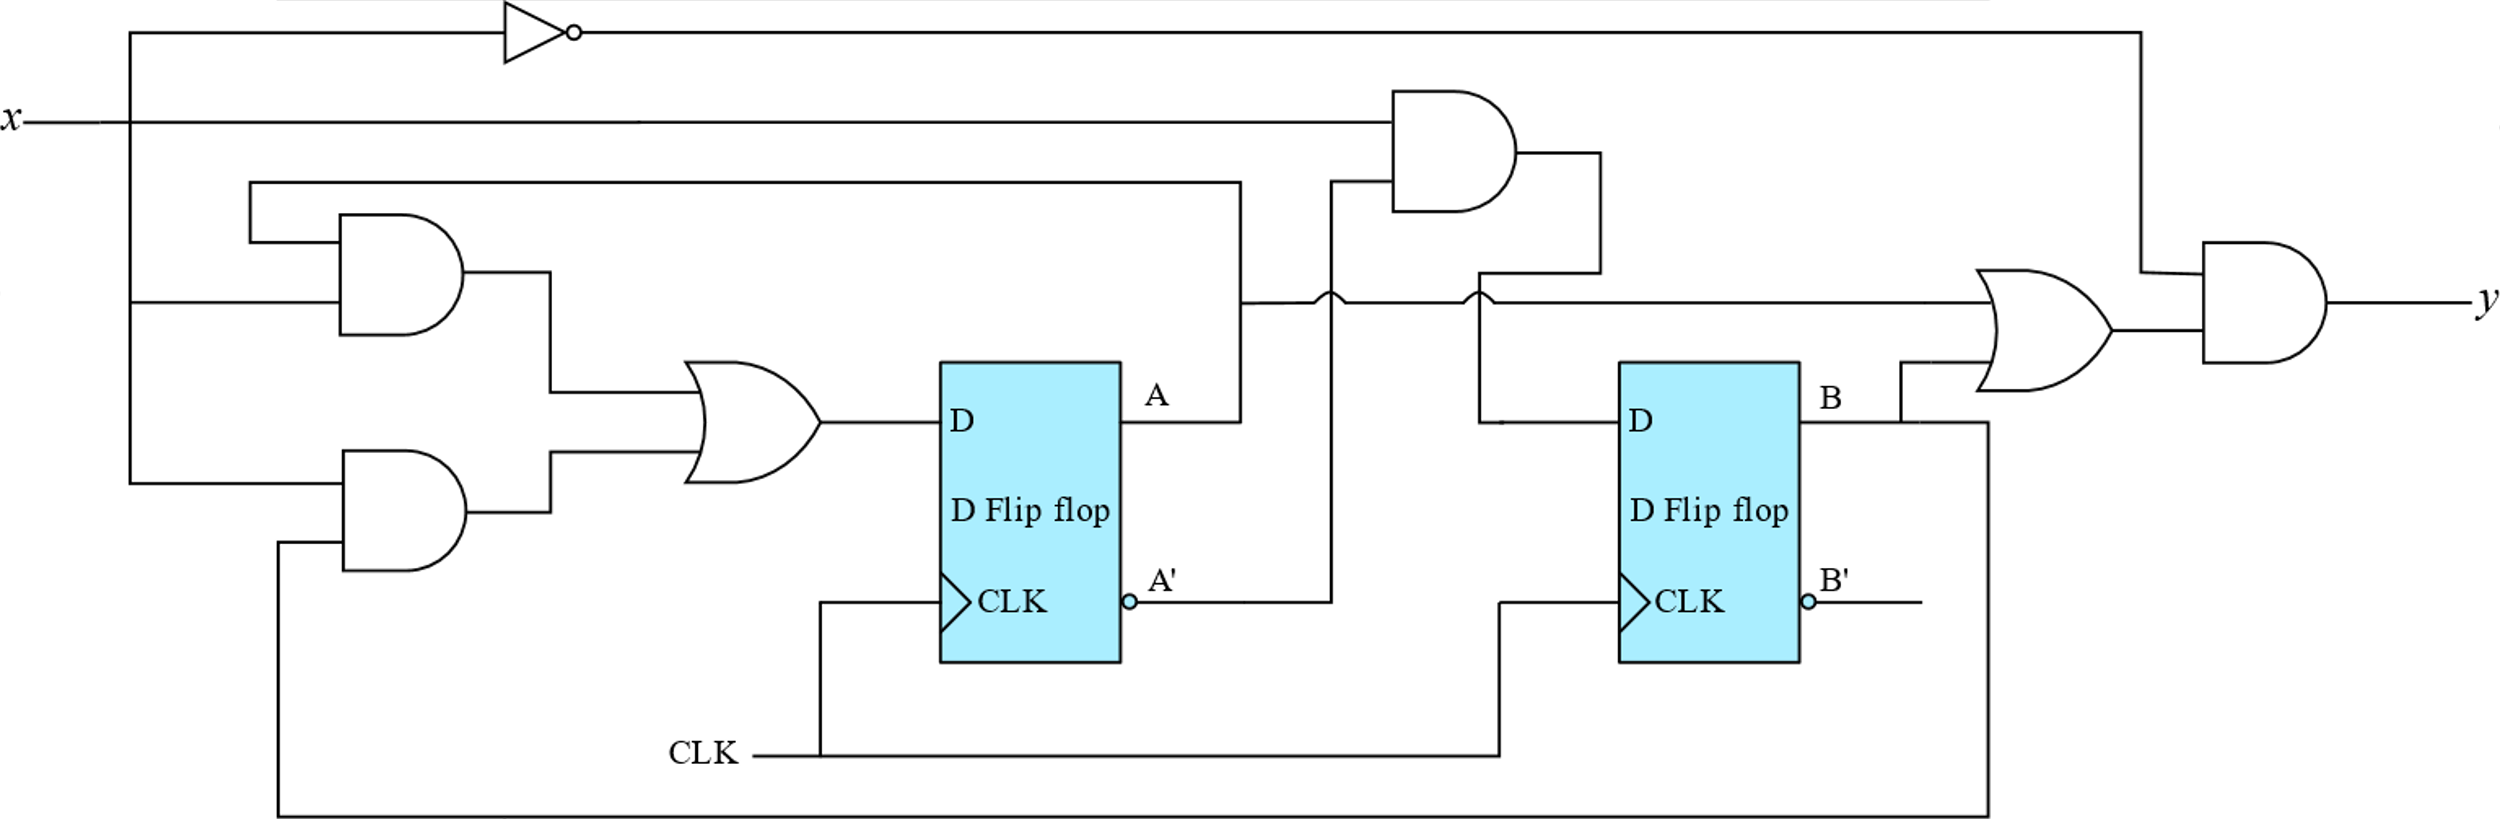 x
A
B
D
D
y
D Flip flop
D Flip flop
A'
B'
CLK
CLK
CLK